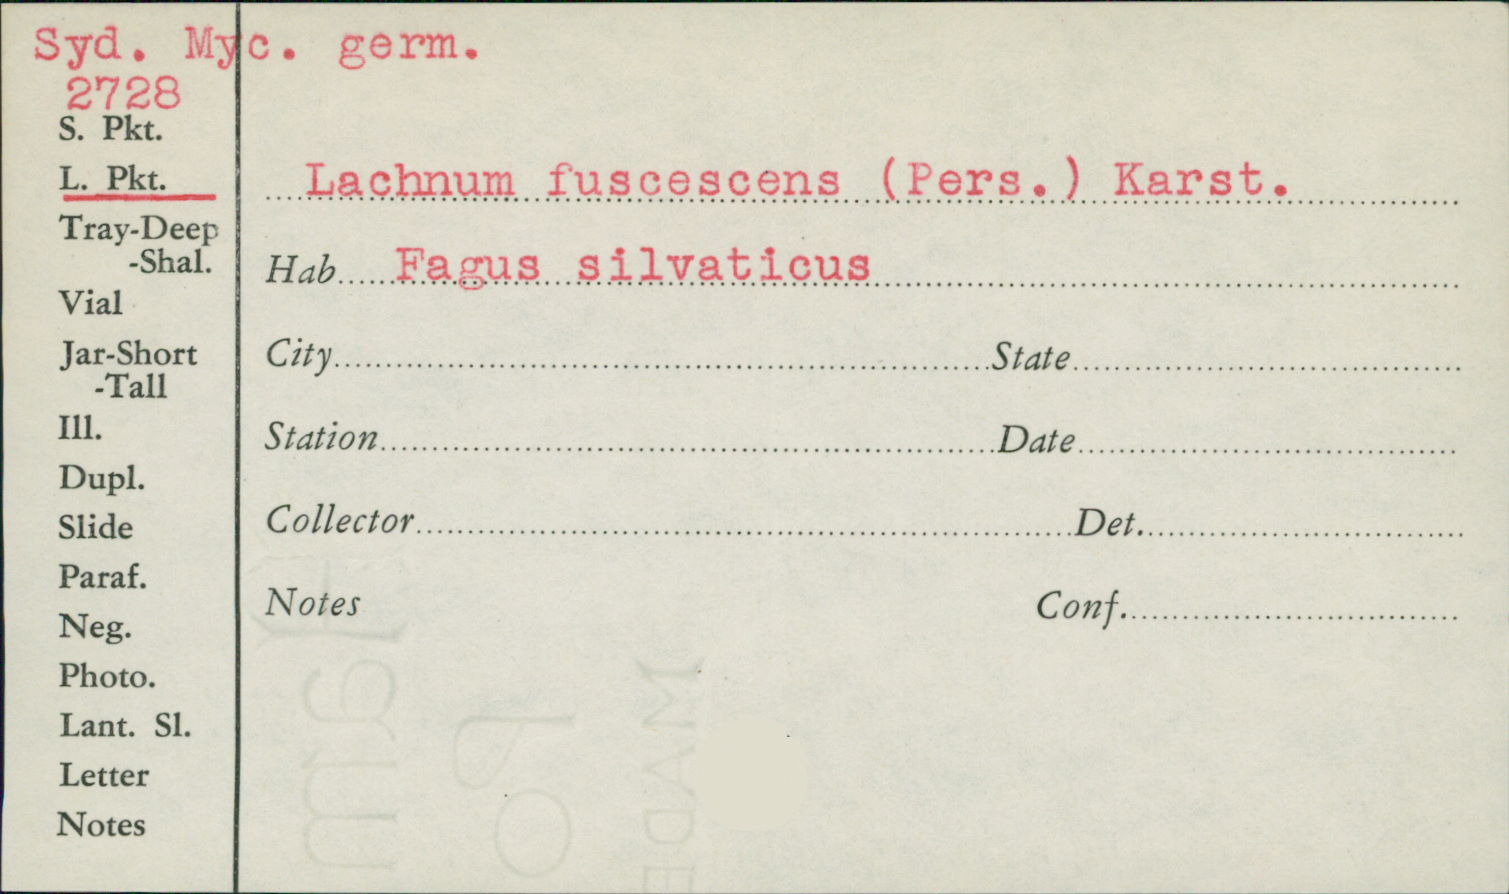 Syd. Myc. germ.
2728
S. Pkt.
L. Pkt.
Tray-Deep
-Shal.
Vial
Jar-Short
-Tall
Ill.
Dupl.
Slide
Paraf.
Neg.
Photo.
Lant. Sl.
Letter
Notes
Lachnum fuscescens (Pers.) Karst.
Hab Fagus silvaticus
City State
Station Date
Collector Det.
Notes Conf.
MADE